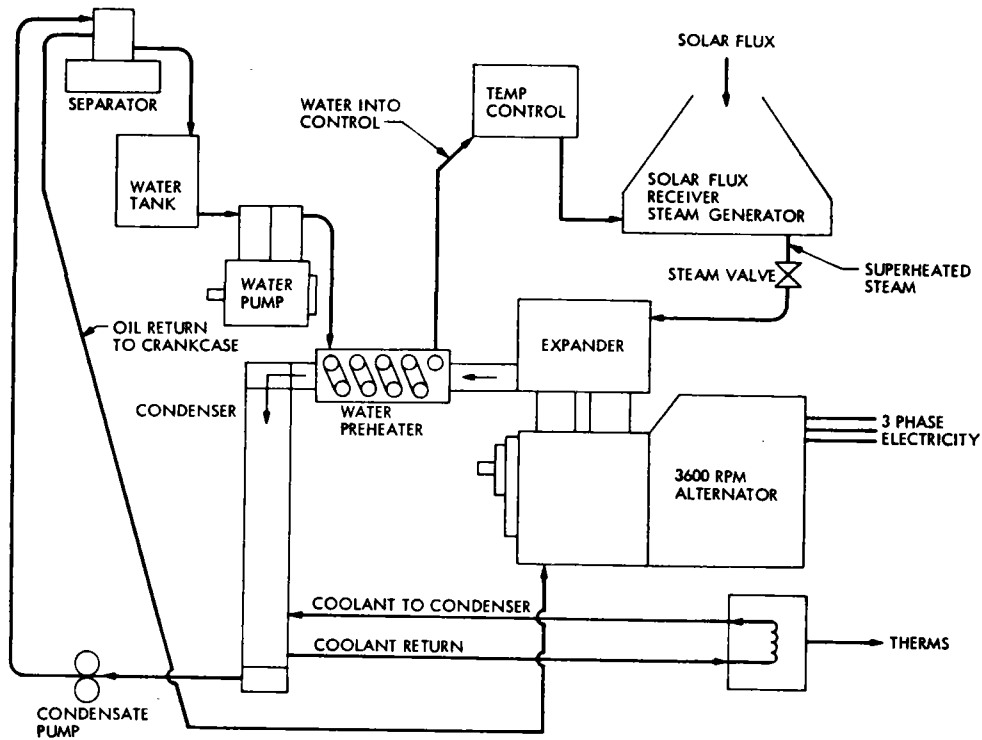 SOLAR FLUX
SEPARATOR
WATER INTO
CONTROL
TEMP
CONTROL
WATER
TANK
SOLAR FLUX
RECEIVER
STEAM GENERATOR
WATER
PUMP
STEAM VALVE
SUPERHEATED
STEAM
OIL RETURN
TO CRANKCASE
EXPANDER
CONDENSER
WATER
PREHEATER
3 PHASE
ELECTRICITY
3600 RPM
ALTERNATOR
COOLANT TO CONDENSER
COOLANT RETURN
THERMS
CONDENSATE
PUMP